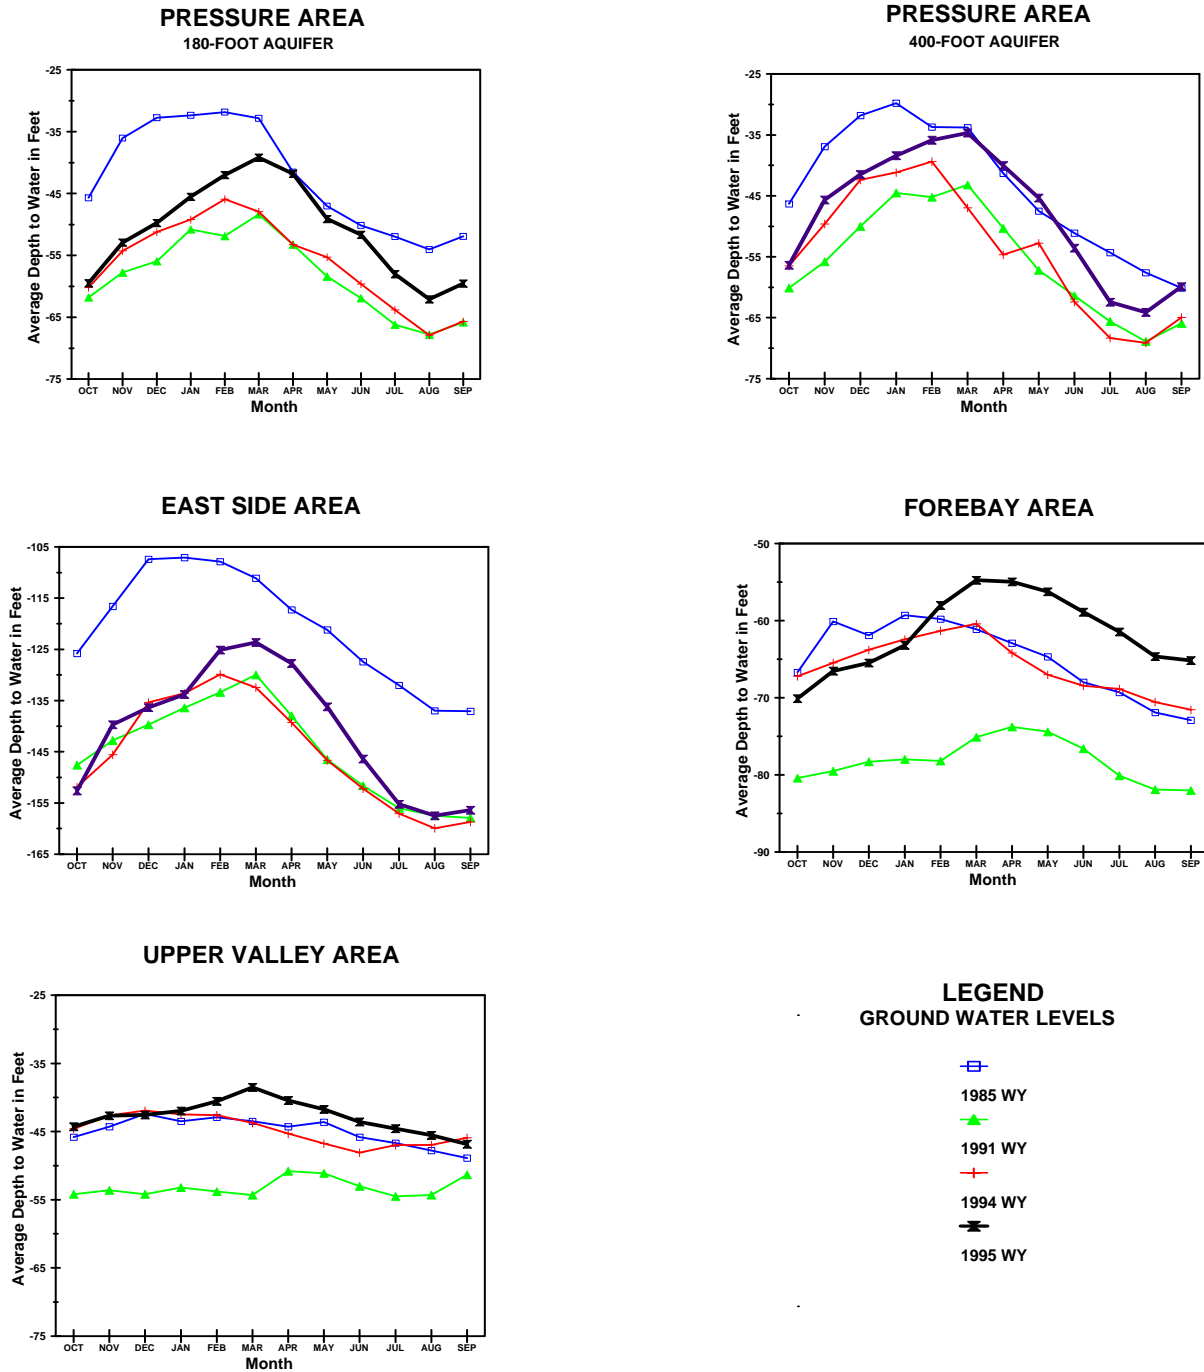 PRESSURE AREA
180-FOOT AQUIFER
-25
-35
-45
-55
-65
-75
Average Depth to Water in Feet
OCT NOV DEC JAN FEB MAR APR MAY JUN JUL AUG SEP
Month
PRESSURE AREA
400-FOOT AQUIFER
-25
-35
-45
-55
-65
-75
Average Depth to Water in Feet
OCT NOV DEC JAN FEB MAR APR MAY JUN JUL AUG SEP
Month
EAST SIDE AREA
-105
-115
-125
-135
-145
-155
-165
Average Depth to Water in Feet
OCT NOV DEC JAN FEB MAR APR MAY JUN JUL AUG SEP
Month
FOREBAY AREA
-50
-60
-70
-80
-90
Average Depth to Water in Feet
OCT NOV DEC JAN FEB MAR APR MAY JUN JUL AUG SEP
Month
UPPER VALLEY AREA
-25
-35
-45
-55
-65
-75
Average Depth to Water in Feet
OCT NOV DEC JAN FEB MAR APR MAY JUN JUL AUG SEP
Month
LEGEND
GROUND WATER LEVELS
1985 WY
1991 WY
1994 WY
1995 WY